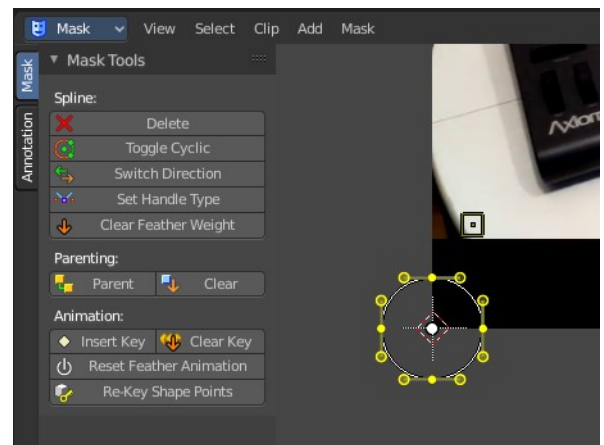 Mask View Select Clip Add Mask
Mask
Annotation
Mask Tools
Spline:
Delete
Toggle Cyclic
Switch Direction
Set Handle Type
Clear Feather Weight
Parenting:
Parent Clear
Animation:
Insert Key Clear Key
Reset Feather Animation
Re-Key Shape Points
Axiom